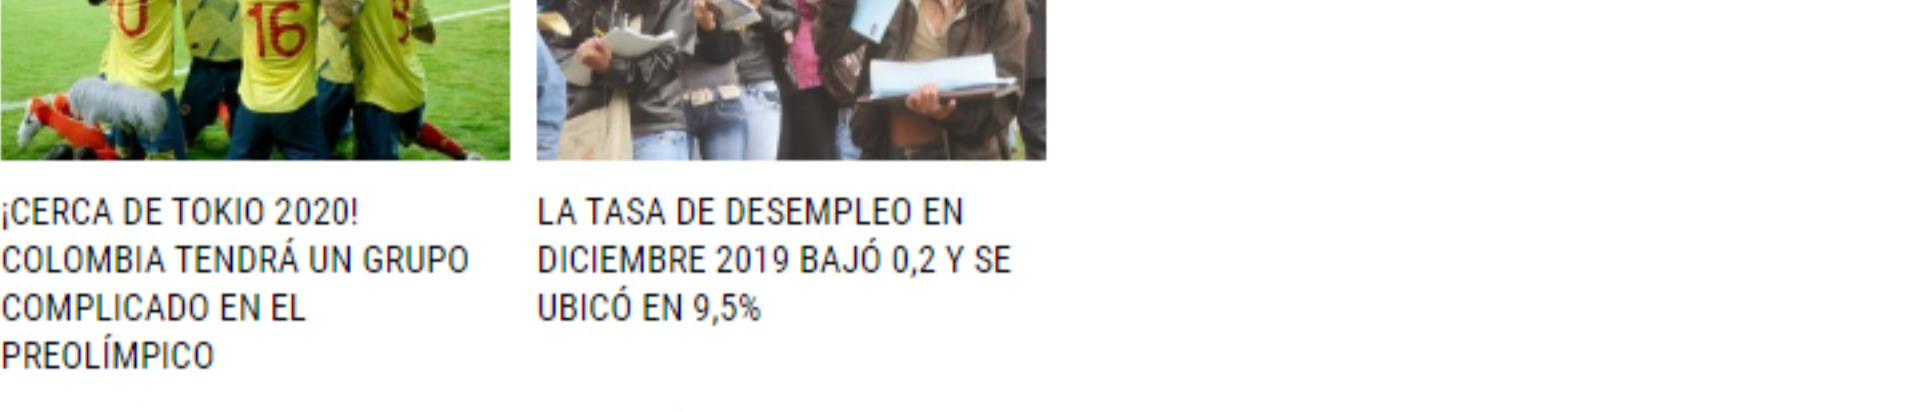 16
¡CERCA DE TOKIO 2020!
COLOMBIA TENDRÁ UN GRUPO
COMPLICADO EN EL
PREOLÍMPICO
LA TASA DE DESEMPLEO EN
DICIEMBRE 2019 BAJÓ 0,2 Y SE
UBICÓ EN 9,5%